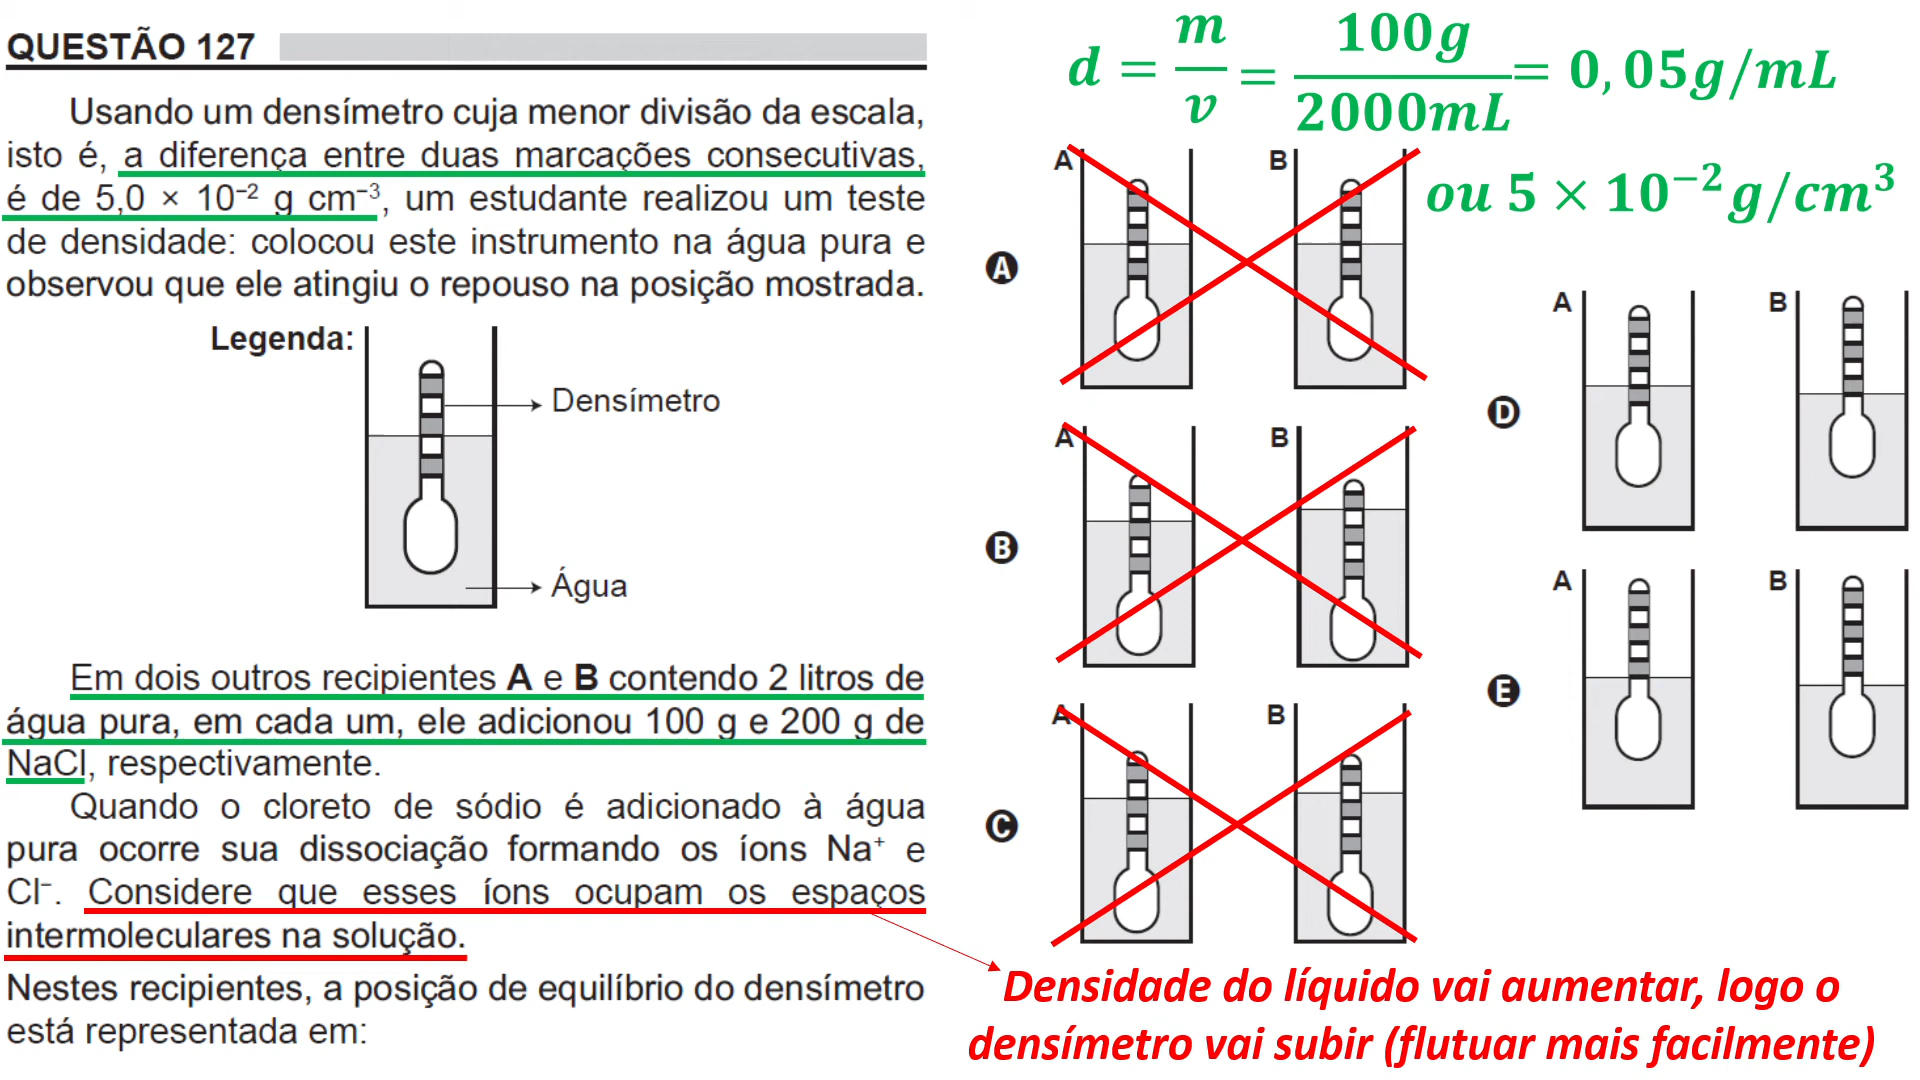 QUESTÃO 127
Usando um densímetro cuja menor divisão da escala,
isto é, a diferença entre duas marcações consecutivas,
é de 5,0 × 10⁻² g cm⁻³, um estudante realizou um teste
de densidade: colocou este instrumento na água pura e
observou que ele atingiu o repouso na posição mostrada.
Legenda:
Densímetro
Água
Em dois outros recipientes A e B contendo 2 litros de
água pura, em cada um, ele adicionou 100 g e 200 g de
NaCl, respectivamente.
Quando o cloreto de sódio é adicionado à água
pura ocorre sua dissociação formando os íons Na⁺ e
Cl⁻. Considere que esses íons ocupam os espaços
intermoleculares na solução.
Nestes recipientes, a posição de equilíbrio do densímetro
está representada em:
d = m/v = 100g/2000mL = 0,05g/mL
ou 5 × 10⁻² g/cm³
A B
A
A B
B
A B
C
A B
D
A B
E
Densidade do líquido vai aumentar, logo o
densímetro vai subir (flutuar mais facilmente)